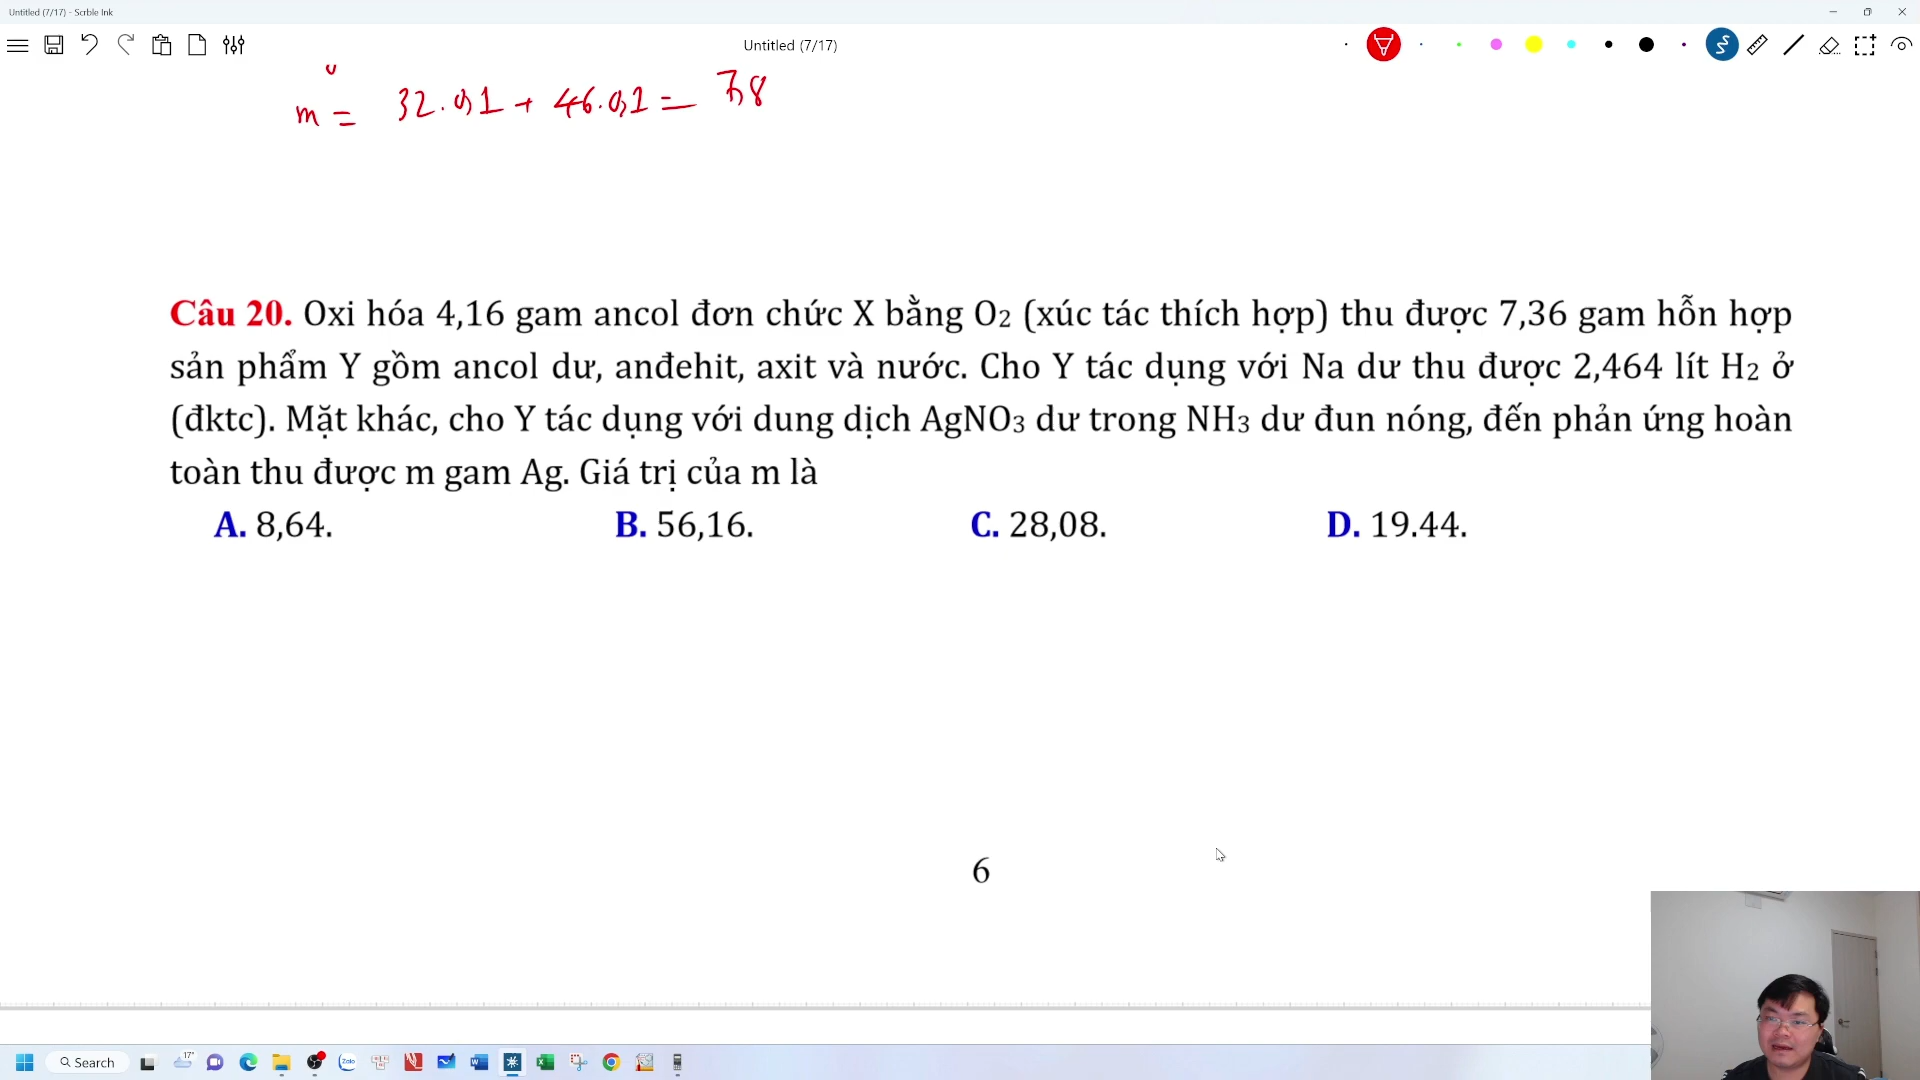 Untitled (7/17) - Scrble Ink
Untitled (7/17)
m = 32.0,1 + 46.0,1 = 7,8
Câu 20. Oxi hóa 4,16 gam ancol đơn chức X bằng O2 (xúc tác thích hợp) thu được 7,36 gam hỗn hợp
sản phẩm Y gồm ancol dư, anđehit, axit và nước. Cho Y tác dụng với Na dư thu được 2,464 lít H2 ở
(đktc). Mặt khác, cho Y tác dụng với dung dịch AgNO3 dư trong NH3 dư đun nóng, đến phản ứng hoàn
toàn thu được m gam Ag. Giá trị của m là
A. 8,64. B. 56,16. C. 28,08. D. 19.44.
6
Search
17°
Zalo